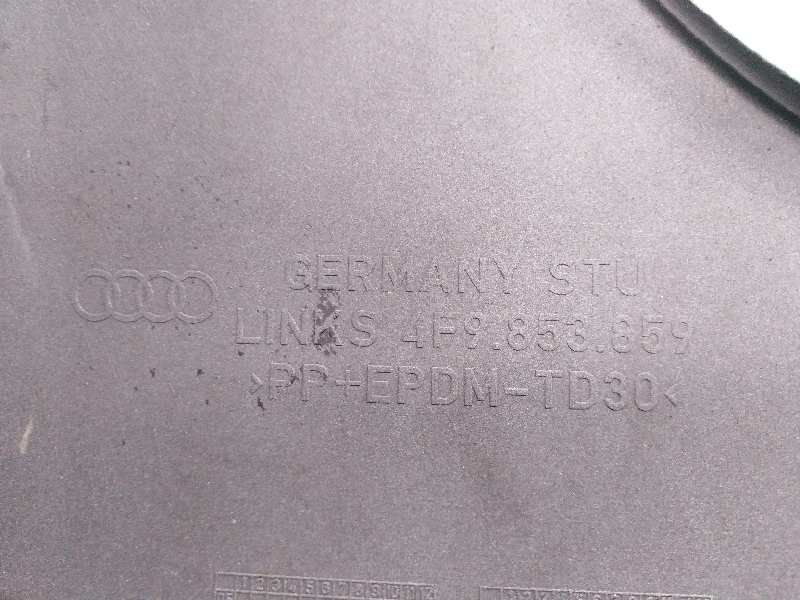 GERMANY STU
LINKS 4F9.853.859
>PP+EPDM-TD30<